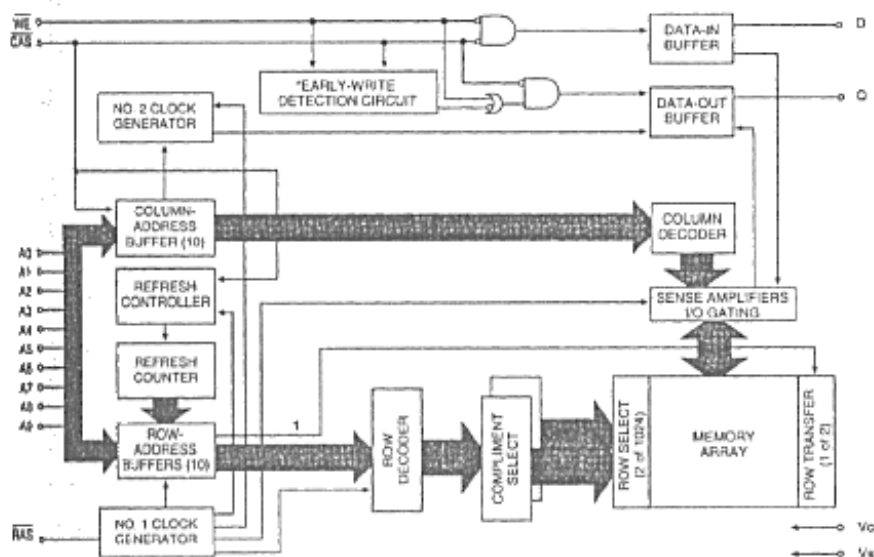 WE
CAS
*EARLY-WRITE
DETECTION CIRCUIT
DATA-IN
BUFFER
D
DATA-OUT
BUFFER
Q
NO. 2 CLOCK
GENERATOR
COLUMN-
ADDRESS
BUFFER (10)
COLUMN
DECODER
A0
A1
A2
A3
A4
A5
A6
A7
A8
A9
REFRESH
CONTROLLER
SENSE AMPLIFIERS
I/O GATING
REFRESH
COUNTER
1
ROW-
ADDRESS
BUFFERS (10)
ROW
DECODER
COMPLIMENT
SELECT
ROW SELECT
(2 of 1024)
MEMORY
ARRAY
ROW TRANSFER
(1 of 2)
RAS
NO. 1 CLOCK
GENERATOR